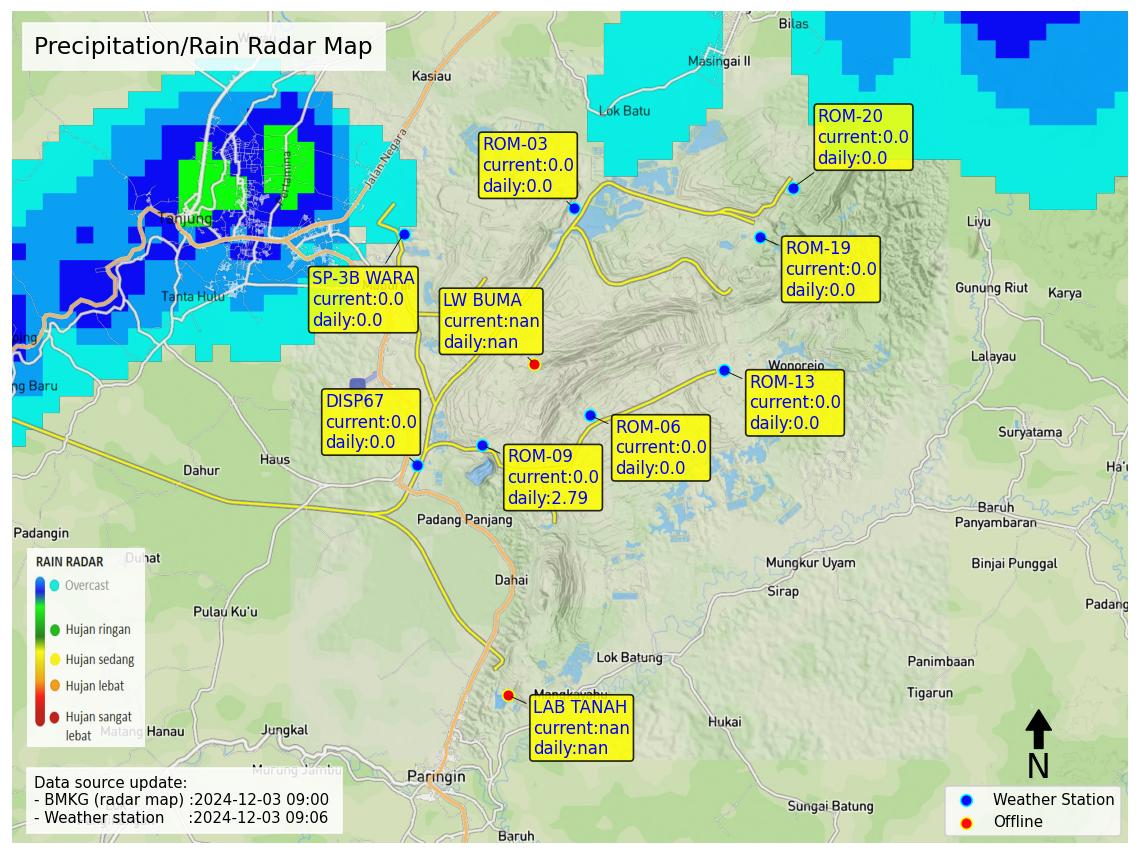 Precipitation/Rain Radar Map
Bilas
Masingai II
Kasiau
Lok Batu
ROM-20
current:0.0
daily:0.0
ROM-03
current:0.0
daily:0.0
Jalan Negara
Tanjung
Liyu
ROM-19
current:0.0
daily:0.0
SP-3B WARA
current:0.0
daily:0.0
Tanta Hulu
LW BUMA
current:nan
daily:nan
Gunung Riut
Karya
Lalayau
Wonorejo
ROM-13
current:0.0
daily:0.0
ng Baru
DISP67
current:0.0
daily:0.0
ROM-06
current:0.0
daily:0.0
Suryatama
ROM-09
current:0.0
daily:2.79
Haus
Dahur
Baruh
Panyambaran
Padang Panjang
Padangin
Duhat
Mungkur Uyam
Binjai Punggal
RAIN RADAR
Overcast
Hujan ringan
Hujan sedang
Hujan lebat
Hujan sangat
lebat
Dahai
Sirap
Padang
Pulau Ku'u
Lok Batung
Panimbaan
Tigarun
LAB TANAH
current:nan
daily:nan
Hukai
Matang Hanau
Jungkal
Murung Jambu
Paringin
N
Data source update:
- BMKG (radar map) :2024-12-03 09:00
- Weather station :2024-12-03 09:06
Sungai Batung
Weather Station
Offline
Baruh